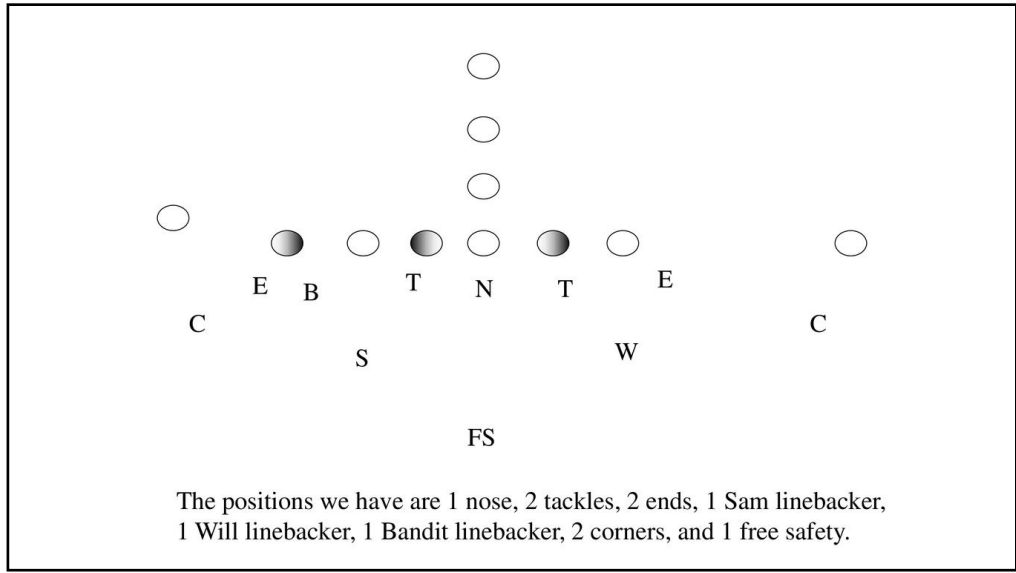 E B T N T E
C C
S W
FS
The positions we have are 1 nose, 2 tackles, 2 ends, 1 Sam linebacker,
1 Will linebacker, 1 Bandit linebacker, 2 corners, and 1 free safety.